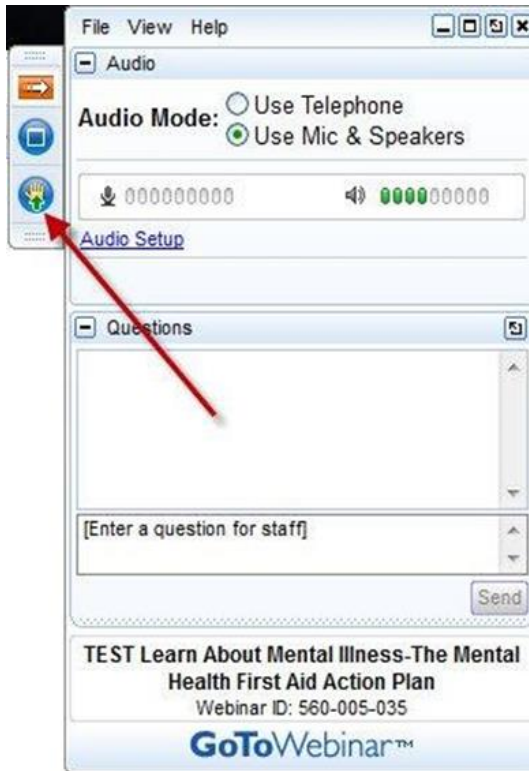 File View Help
Audio
Audio Mode: Use Telephone
Use Mic & Speakers
000000000 000000000
Audio Setup
Questions
[Enter a question for staff]
Send
TEST Learn About Mental Illness-The Mental
Health First Aid Action Plan
Webinar ID: 560-005-035
GoToWebinar™